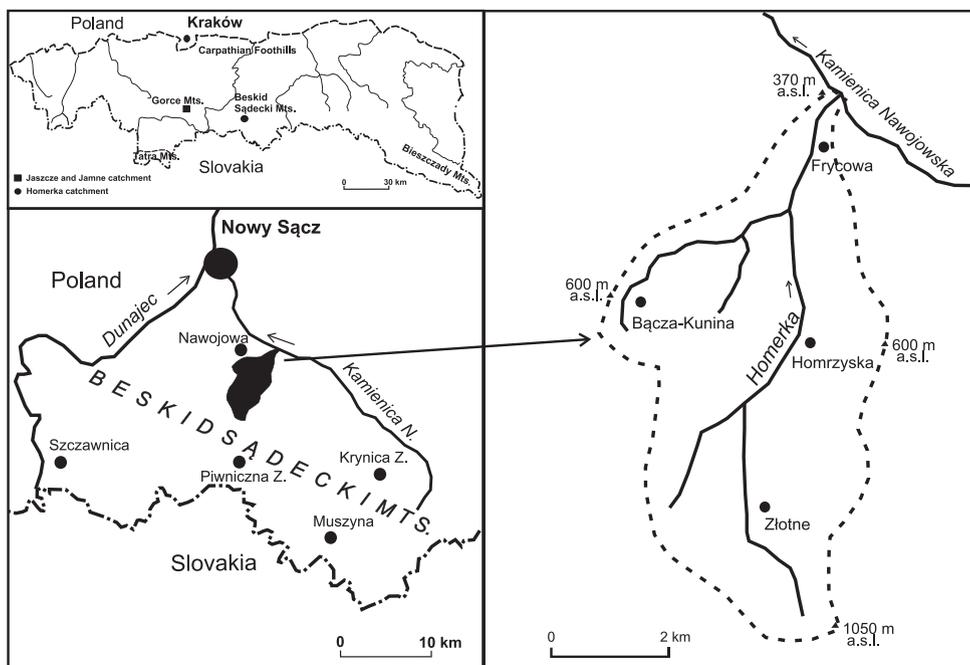 Poland
Kraków
Carpathian Foothills
Gorce Mts.
Beskid
Sądecki Mts.
Tatra Mts.
Slovakia
Bieszczady Mts.
Jaszcze and Jamne catchment
Homerka catchment
0 30 km
Nowy Sącz
Poland
Dunajec
Nawojowa
Kamienica N.
BESKID SĄDECKI MTS.
Szczawnica
Piwniczna Z.
Krynica Z.
Muszyna
Slovakia
0 10 km
Kamienica Nawojowska
370 m
a.s.l.
Frycowa
600 m
a.s.l.
Bącza-Kunina
Homerka
Homrzyska
600 m
a.s.l.
Złotne
1050 m
a.s.l.
0 2 km